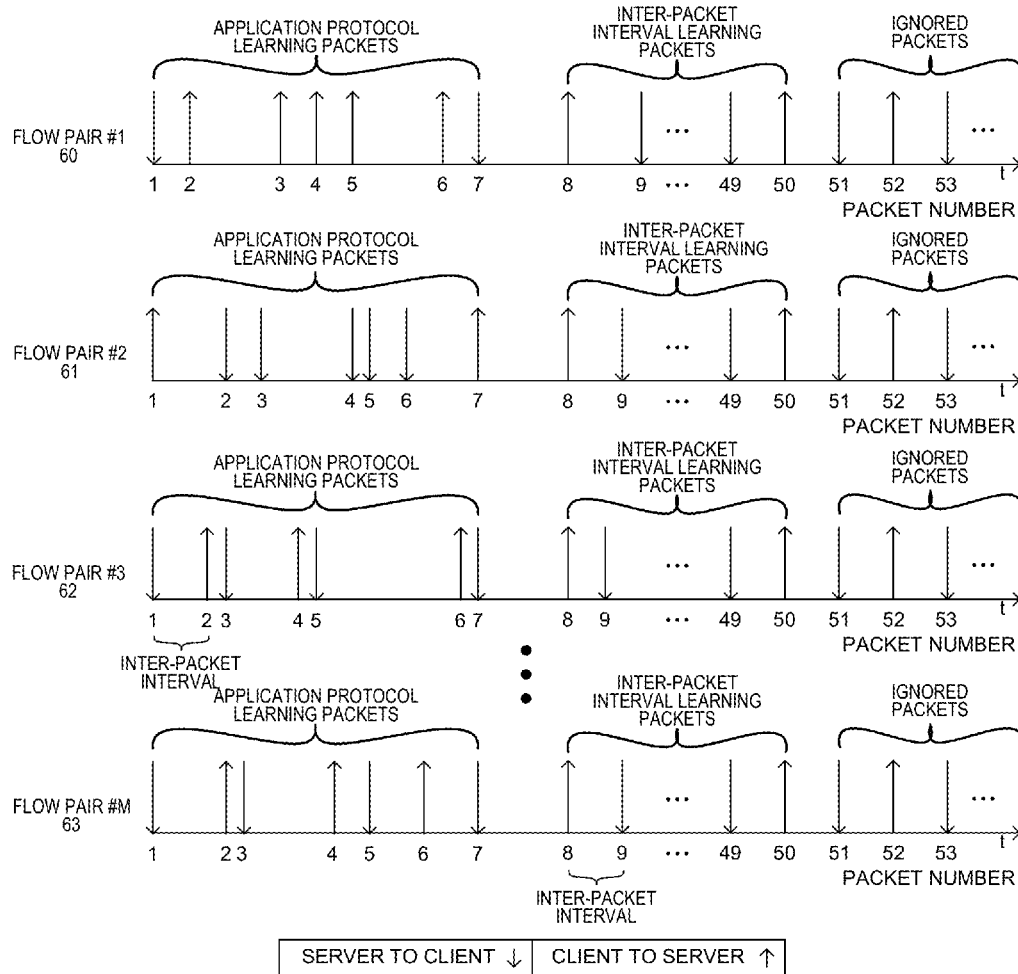 APPLICATION PROTOCOL
LEARNING PACKETS
INTER-PACKET
INTERVAL LEARNING
PACKETS
IGNORED
PACKETS
FLOW PAIR #1
60
...
...
1 2 3 4 5 6 7 8 9 ... 49 50 51 52 53 t
PACKET NUMBER
APPLICATION PROTOCOL
LEARNING PACKETS
INTER-PACKET
INTERVAL LEARNING
PACKETS
IGNORED
PACKETS
FLOW PAIR #2
61
...
...
1 2 3 4 5 6 7 8 9 ... 49 50 51 52 53 t
PACKET NUMBER
APPLICATION PROTOCOL
LEARNING PACKETS
INTER-PACKET
INTERVAL LEARNING
PACKETS
IGNORED
PACKETS
FLOW PAIR #3
62
...
...
1 2 3 4 5 6 7 8 9 ... 49 50 51 52 53 t
PACKET NUMBER
INTER-PACKET
INTERVAL
APPLICATION PROTOCOL
LEARNING PACKETS
INTER-PACKET
INTERVAL LEARNING
PACKETS
IGNORED
PACKETS
FLOW PAIR #M
63
...
...
1 2 3 4 5 6 7 8 9 ... 49 50 51 52 53 t
PACKET NUMBER
INTER-PACKET
INTERVAL
SERVER TO CLIENT ↓ CLIENT TO SERVER ↑